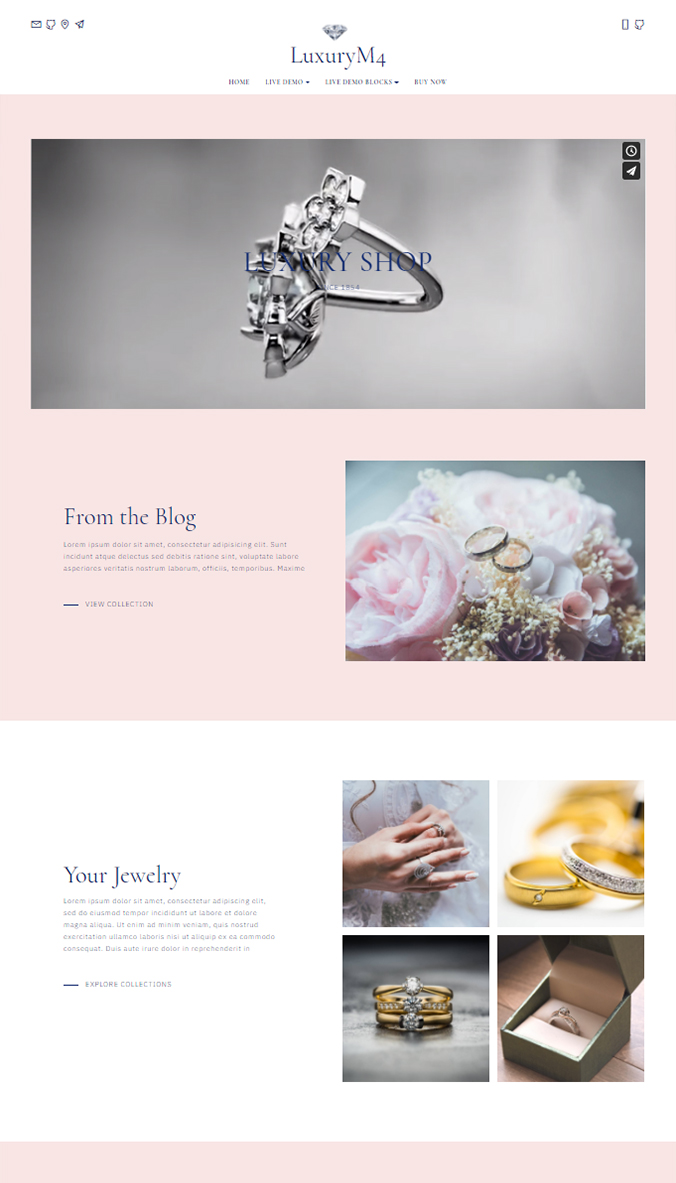 LuxuryM4
HOME LIVE DEMO LIVE DEMO BLOCKS BUY NOW
LUXURY SHOP
1854
From the Blog
Lorem ipsum dolor sit amet, consectetur adipisicing elit. Sunt
incidunt atque delectus sed debitis ratione sint, voluptate labore
asperiores veritatis nostrum laborum, officiis, temporibus. Maximo
VIEW COLLECTION
Your Jewelry
Lorem ipsum dolor sit amet, consectetur adipiscing elit,
sed do eiusmod tempor incididunt ut labore et dolore
magna aliqua. Ut enim ad minim veniam, quis nostrud
exercitation ullamco laboris nisi ut aliquip ex ea commodo
consequat. Duis aute irure dolor in reprehenderit in
EXPLORE COLLECTIONS